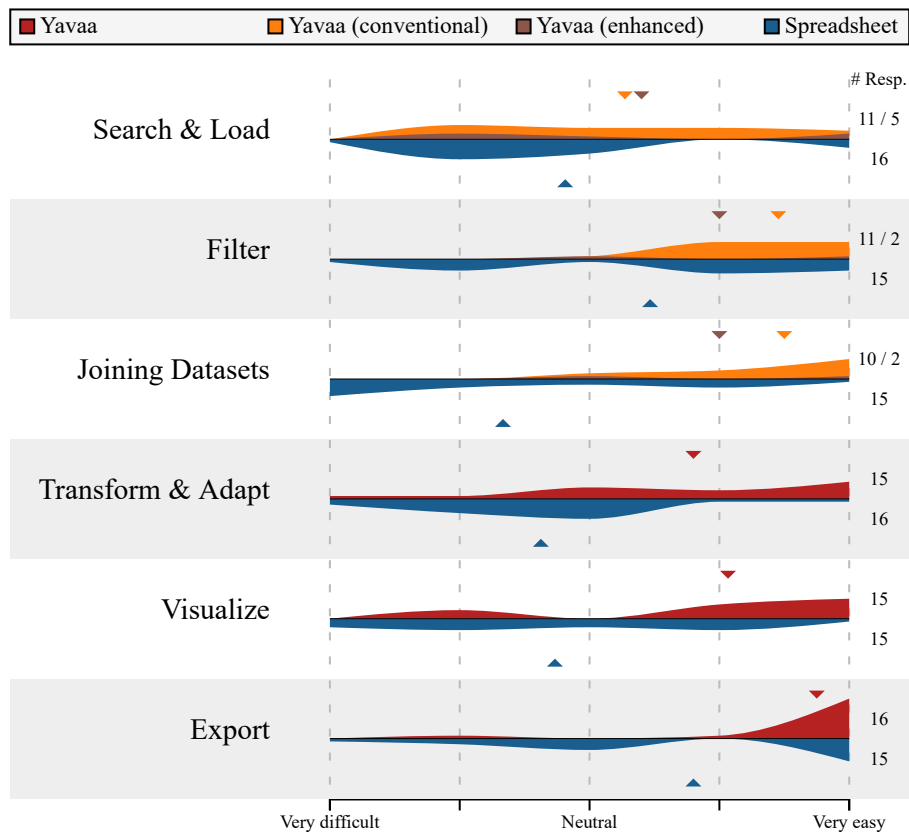 Yavaa Yavaa (conventional) Yavaa (enhanced) Spreadsheet
# Resp.
Search & Load 11 / 5
16
Filter 11 / 2
15
Joining Datasets 10 / 2
15
Transform & Adapt 15
16
Visualize 15
15
Export 16
15
Very difficult Neutral Very easy